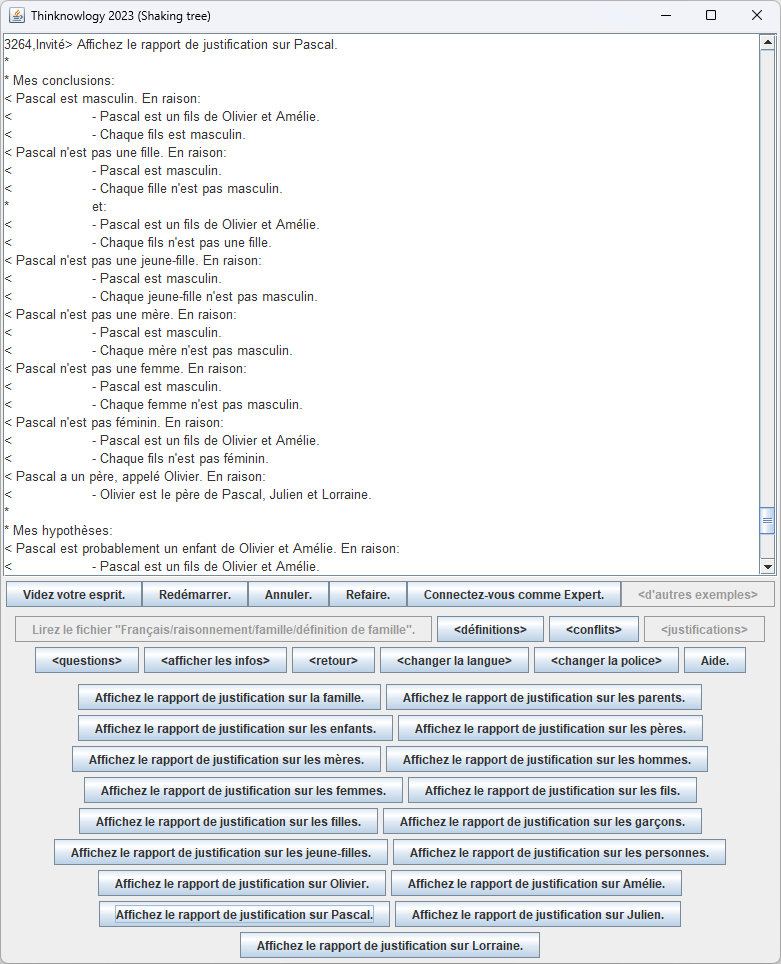 Thinknowlogy 2023 (Shaking tree)
3264,Invité> Affichez le rapport de justification sur Pascal.
*
* Mes conclusions:
< Pascal est masculin. En raison:
< - Pascal est un fils de Olivier et Amélie.
< - Chaque fils est masculin.
< Pascal n'est pas une fille. En raison:
< - Pascal est masculin.
< - Chaque fille n'est pas masculin.
* et:
< - Pascal est un fils de Olivier et Amélie.
< - Chaque fils n'est pas une fille.
< Pascal n'est pas une jeune-fille. En raison:
< - Pascal est masculin.
< - Chaque jeune-fille n'est pas masculin.
< Pascal n'est pas une mère. En raison:
< - Pascal est masculin.
< - Chaque mère n'est pas masculin.
< Pascal n'est pas une femme. En raison:
< - Pascal est masculin.
< - Chaque femme n'est pas masculin.
< Pascal n'est pas féminin. En raison:
< - Pascal est un fils de Olivier et Amélie.
< - Chaque fils n'est pas féminin.
< Pascal a un père, appelé Olivier. En raison:
< - Olivier est le père de Pascal, Julien et Lorraine.
*
* Mes hypothèses:
< Pascal est probablement un enfant de Olivier et Amélie. En raison:
< - Pascal est un fils de Olivier et Amélie.
Videz votre esprit. Redémarrer. Annuler. Refaire. Connectez-vous comme Expert. <d'autres exemples>
Lirez le fichier "Français/raisonnement/famille/définition de famille". <définitions> <conflits> <justifications>
<questions> <afficher les infos> <retour> <changer la langue> <changer la police> Aide.
Affichez le rapport de justification sur la famille. Affichez le rapport de justification sur les parents.
Affichez le rapport de justification sur les enfants. Affichez le rapport de justification sur les pères.
Affichez le rapport de justification sur les mères. Affichez le rapport de justification sur les hommes.
Affichez le rapport de justification sur les femmes. Affichez le rapport de justification sur les fils.
Affichez le rapport de justification sur les filles. Affichez le rapport de justification sur les garçons.
Affichez le rapport de justification sur les jeune-filles. Affichez le rapport de justification sur les personnes.
Affichez le rapport de justification sur Olivier. Affichez le rapport de justification sur Amélie.
Affichez le rapport de justification sur Pascal. Affichez le rapport de justification sur Julien.
Affichez le rapport de justification sur Lorraine.